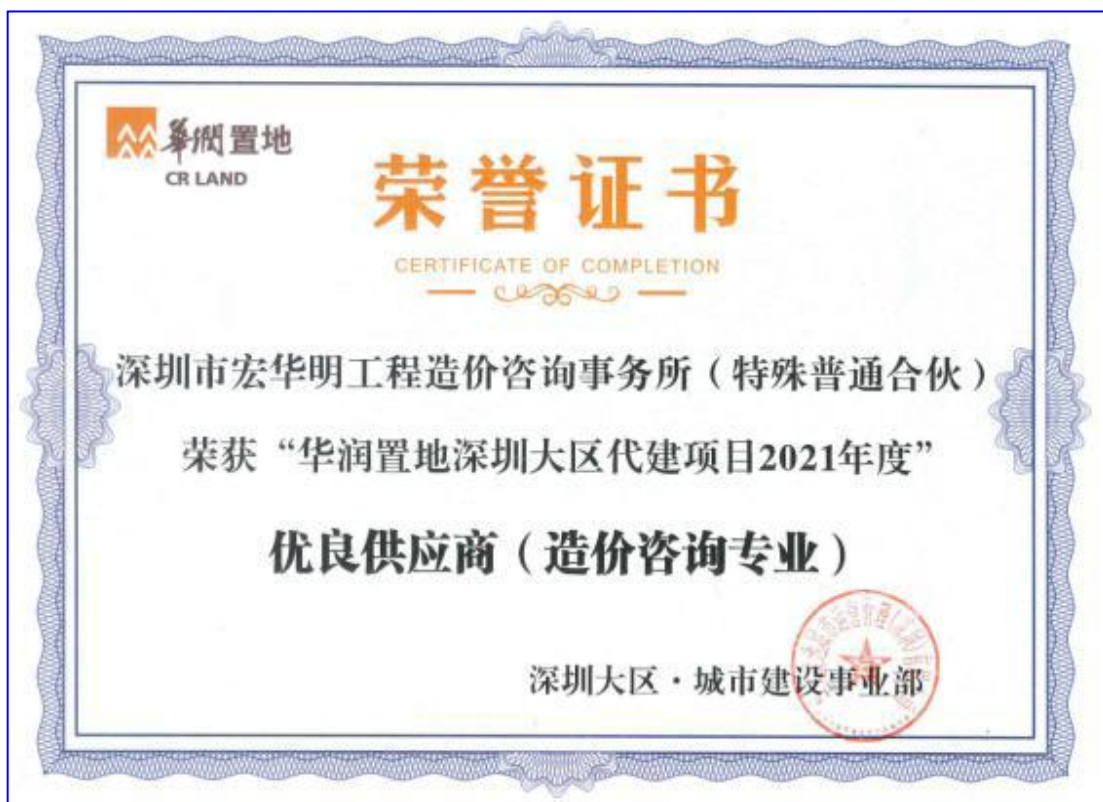 華潤置地
CR LAND
荣誉证书
CERTIFICATE OF COMPLETION
深圳市宏华明工程造价咨询事务所（特殊普通合伙）
荣获“华润置地深圳大区代建项目2021年度”
优良供应商（造价咨询专业）
深圳大区·城市建设事业部